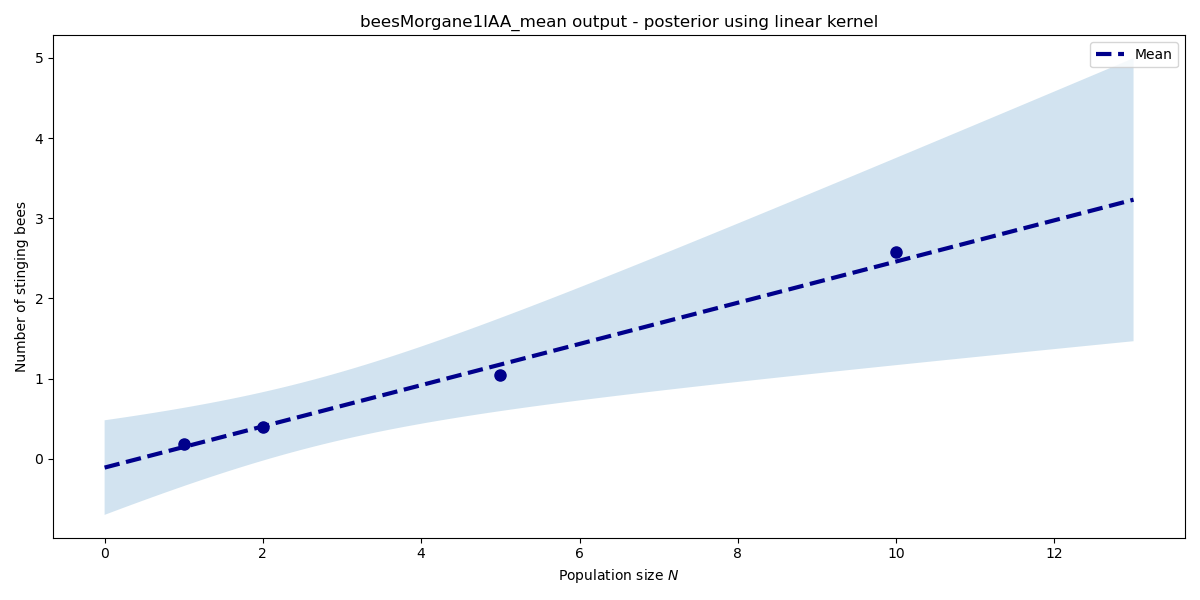 beesMorgane1IAA_mean output - posterior using linear kernel
Mean
Number of stinging bees
5
4
3
2
1
0
0 2 4 6 8 10 12
Population size N